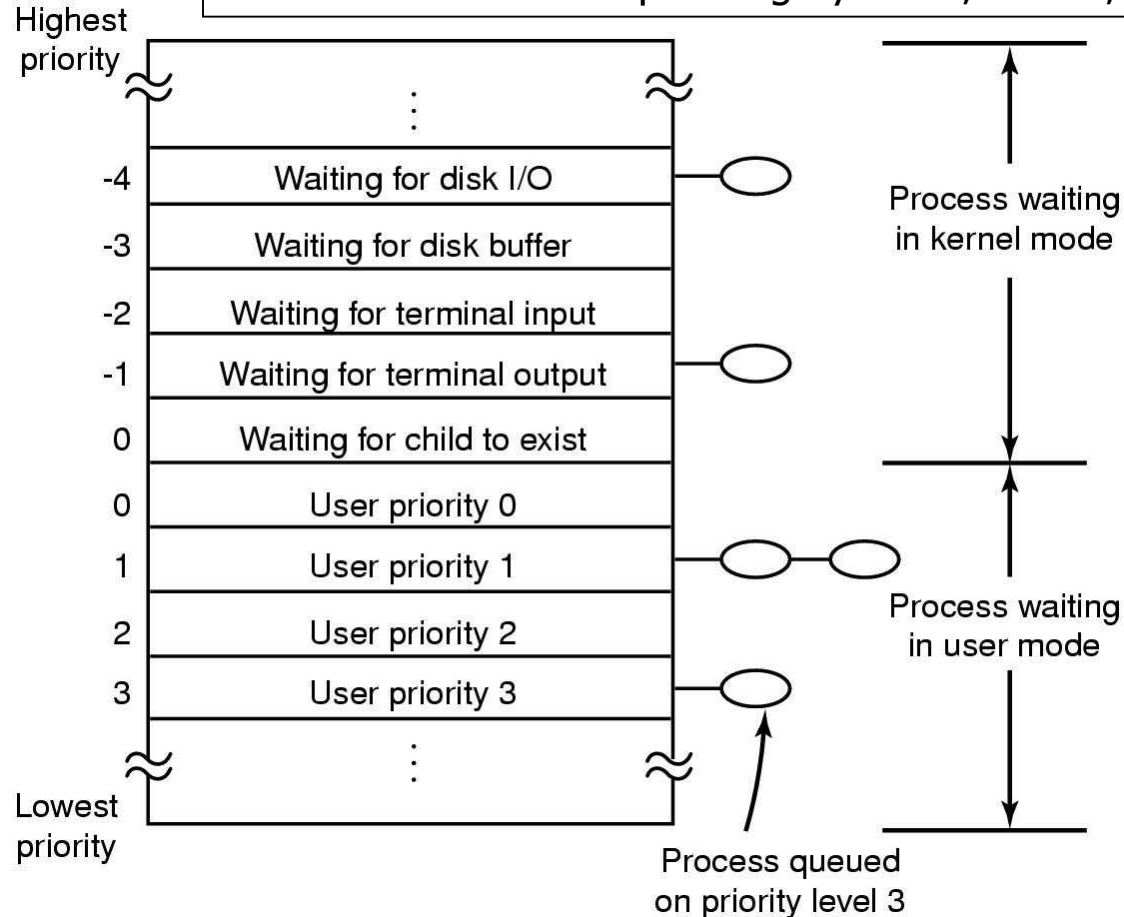 Highest
priority
-4 Waiting for disk I/O
-3 Waiting for disk buffer
-2 Waiting for terminal input
-1 Waiting for terminal output
0 Waiting for child to exist
0 User priority 0
1 User priority 1
2 User priority 2
3 User priority 3
Lowest
priority
Process waiting
in kernel mode
Process waiting
in user mode
Process queued
on priority level 3